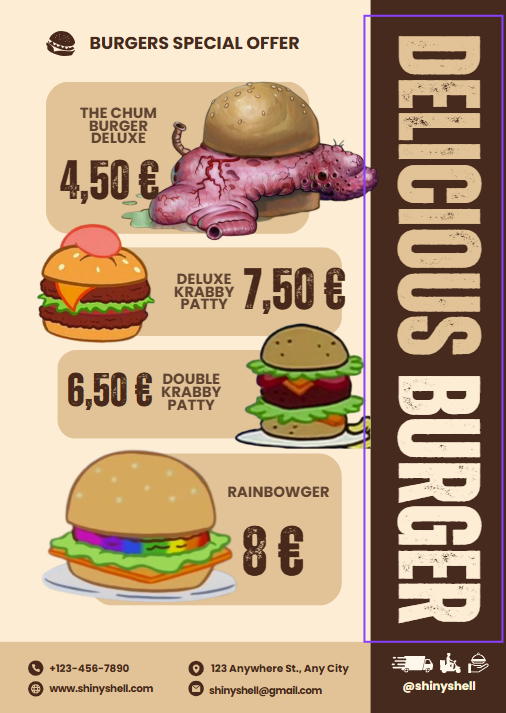 BURGERS SPECIAL OFFER
THE CHUM
BURGER
DELUXE
4,50 €
DELUXE
KRABBY
PATTY
7,50 €
6,50 €
DOUBLE
KRABBY
PATTY
RAINBOWGER
8 €
DELICIOUS BURGER
+123-456-7890
123 Anywhere St., Any City
www.shinyshell.com
shinyshell@gmail.com
@shinyshell